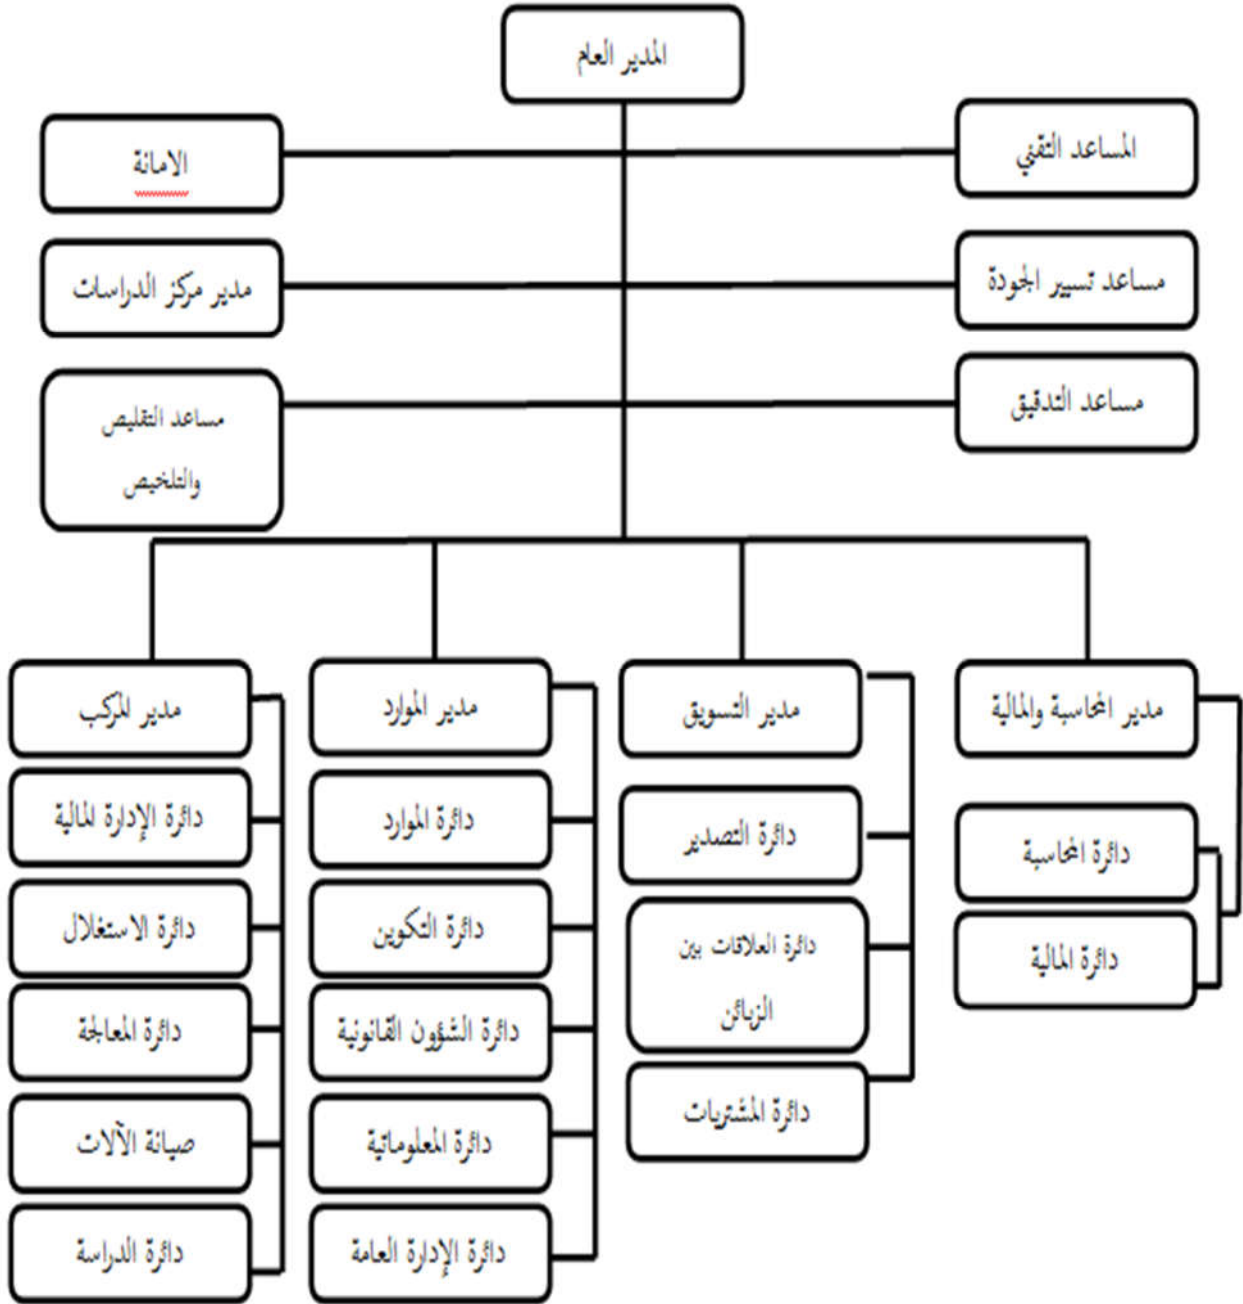 المدير العام
المساعد التقني
الامانة
مساعد تسيير الجودة
مدير مركز الدراسات
مساعد التدقيق
مساعد التقليص
والتلخيص
مدير المحاسبة والمالية
دائرة المحاسبة
دائرة المالية
مدير التسويق
دائرة التصدير
دائرة العلاقات بين
الزبائن
دائرة المشتريات
مدير الموارد
دائرة الموارد
دائرة التكوين
دائرة الشؤون القانونية
دائرة المعلوماتية
دائرة الإدارة العامة
مدير المركب
دائرة الإدارة المالية
دائرة الاستغلال
دائرة المعالجة
صيانة الآلات
دائرة الدراسة